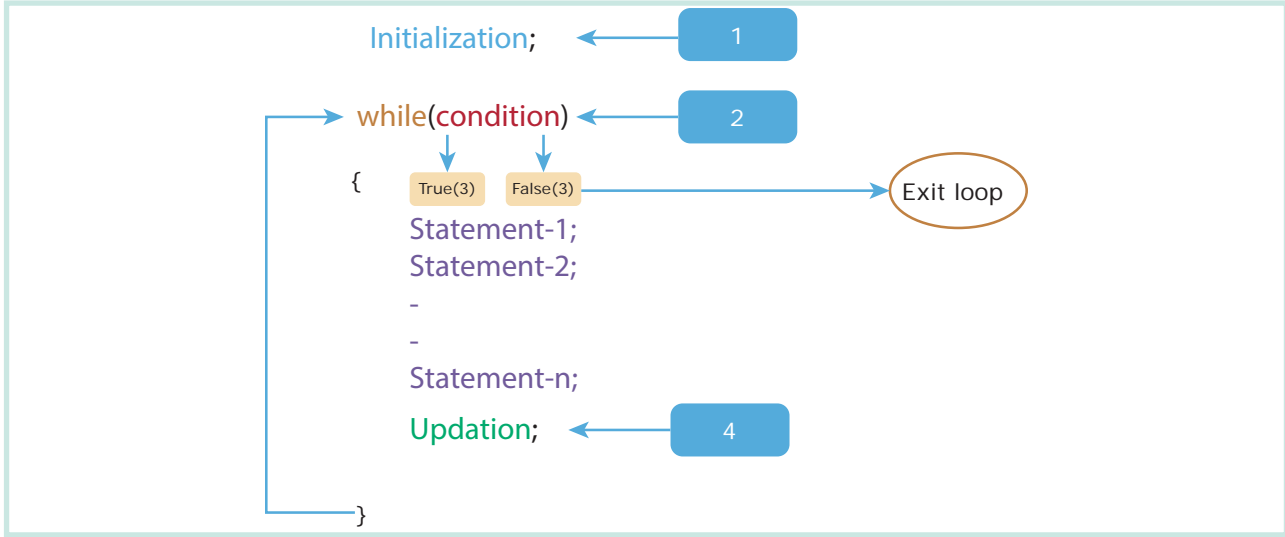 Initialization; 1
while(condition) 2
{ True(3) False(3) Exit loop
Statement-1;
Statement-2;
-
-
Statement-n;
Updation; 4
}